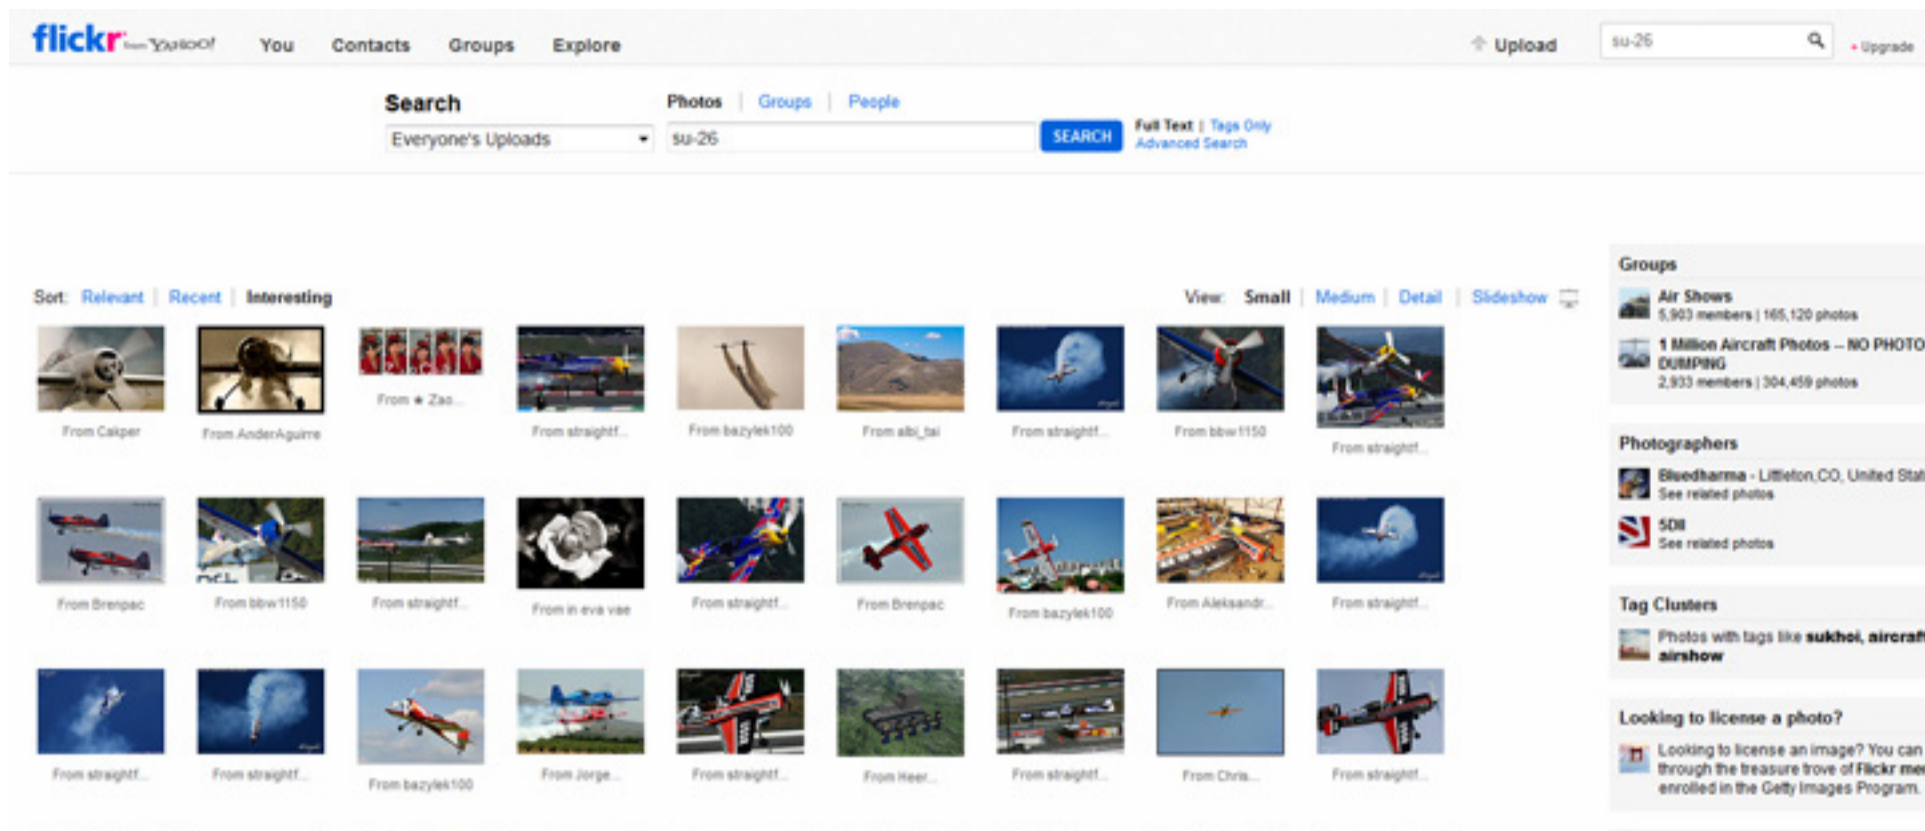 flickr from YAHOO!
You Contacts Groups Explore
Upload
su-26
Upgrade
Search
Photos | Groups | People
Everyone's Uploads
su-26
SEARCH
Full Text | Tags Only
Advanced Search
Sort: Relevant | Recent | Interesting
View: Small | Medium | Detail | Slideshow
From Cakper
From AnderAguirre
From ★ Zao...
From straightf...
From bazylek100
From albi_tai
From straightf...
From bbw1150
From straightf...
From Brenpac
From bbw1150
From straightf...
From in eva vae
From straightf...
From Brenpac
From bazylek100
From Aleksandr...
From straightf...
From straightf...
From straightf...
From bazylek100
From Jorge...
From straightf...
From Heer...
From straightf...
From Chris...
From straightf...
Groups
Air Shows
5,903 members | 165,120 photos
1 Million Aircraft Photos -- NO PHOTO
DUMPING
2,933 members | 304,459 photos
Photographers
Bluedharma - Littleton,CO, United Stat
See related photos
5DII
See related photos
Tag Clusters
Photos with tags like sukhoi, aircraft
airshow
Looking to license a photo?
Looking to license an image? You can
through the treasure trove of Flickr me
enrolled in the Getty Images Program.